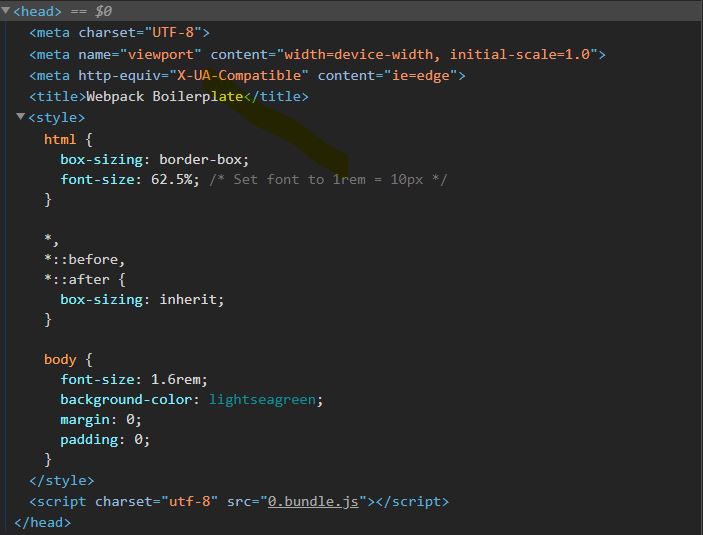 <head> == $0
<meta charset="UTF-8">
<meta name="viewport" content="width=device-width, initial-scale=1.0">
<meta http-equiv="X-UA-Compatible" content="ie=edge">
<title>Webpack Boilerplate</title>
<style>
html {
box-sizing: border-box;
font-size: 62.5%; /* Set font to 1rem = 10px */
}
*,
*::before,
*::after {
box-sizing: inherit;
}
body {
font-size: 1.6rem;
background-color: lightseagreen;
margin: 0;
padding: 0;
}
</style>
<script charset="utf-8" src="0.bundle.js"></script>
</head>